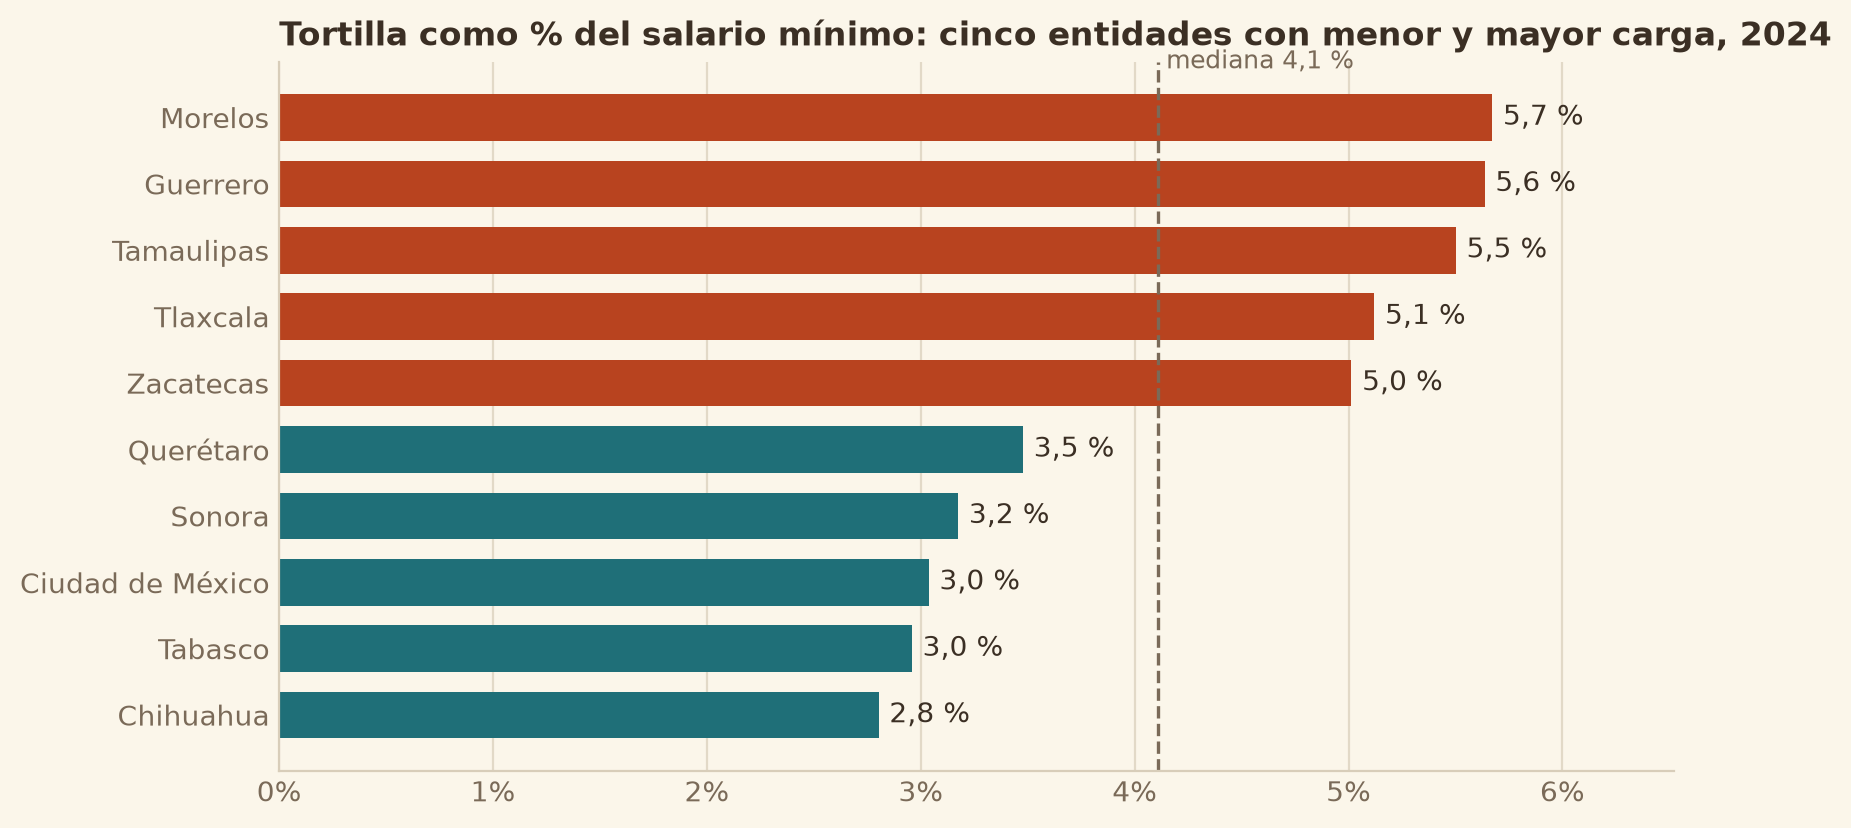 Tortilla como % del salario mínimo: cinco entidades con menor y mayor carga, 2024
mediana 4,1 %
Morelos 5,7 %
Guerrero 5,6 %
Tamaulipas 5,5 %
Tlaxcala 5,1 %
Zacatecas 5,0 %
Querétaro 3,5 %
Sonora 3,2 %
Ciudad de México 3,0 %
Tabasco 3,0 %
Chihuahua 2,8 %
0% 1% 2% 3% 4% 5% 6%